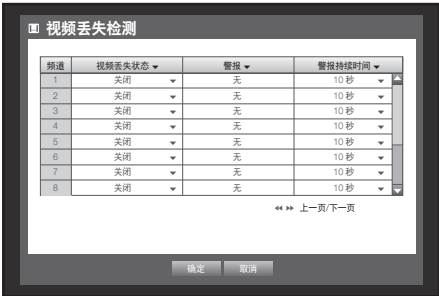 视频丢失检测
频道 视频丢失状态 警报 警报持续时间
1 关闭 无 10 秒
2 关闭 无 10 秒
3 关闭 无 10 秒
4 关闭 无 10 秒
5 关闭 无 10 秒
6 关闭 无 10 秒
7 关闭 无 10 秒
8 关闭 无 10 秒
上一页/下一页
确定 取消